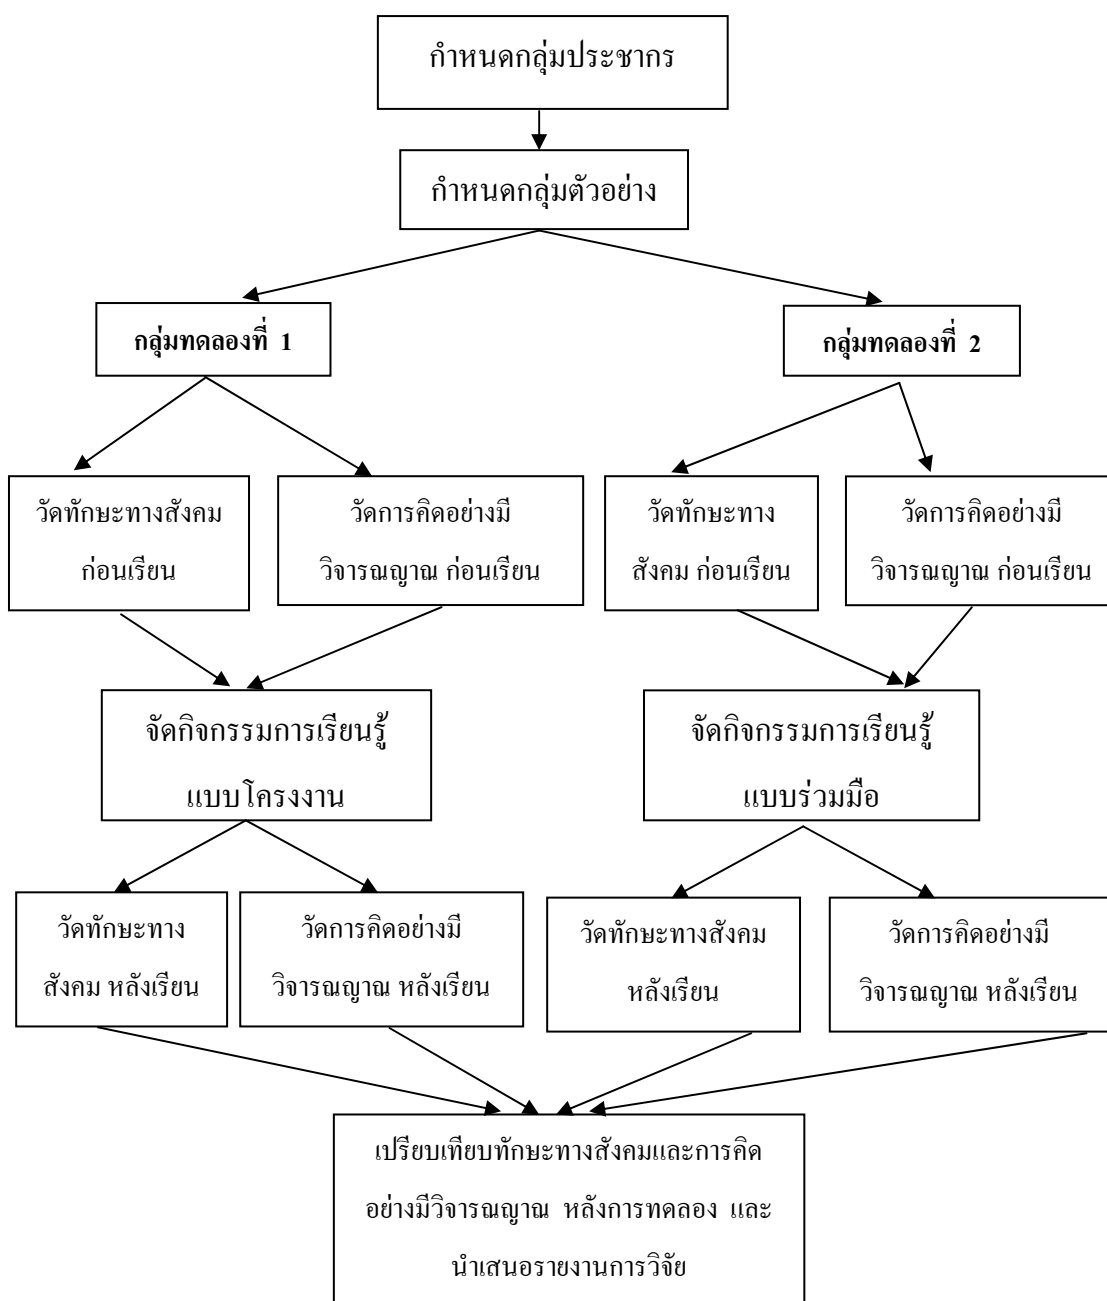 กำหนดกลุ่มประชากร
กำหนดกลุ่มตัวอย่าง
กลุ่มทดลองที่ 1
กลุ่มทดลองที่ 2
วัดทักษะทางสังคม
ก่อนเรียน
วัดการคิดอย่างมี
วิจารณญาณ ก่อนเรียน
วัดทักษะทาง
สังคม ก่อนเรียน
วัดการคิดอย่างมี
วิจารณญาณ ก่อนเรียน
จัดกิจกรรมการเรียนรู้
แบบโครงงาน
จัดกิจกรรมการเรียนรู้
แบบร่วมมือ
วัดทักษะทาง
สังคม หลังเรียน
วัดการคิดอย่างมี
วิจารณญาณ หลังเรียน
วัดทักษะทางสังคม
หลังเรียน
วัดการคิดอย่างมี
วิจารณญาณ หลังเรียน
เปรียบเทียบทักษะทางสังคมและการคิด
อย่างมีวิจารณญาณ หลังการทดลอง และ
นำเสนอรายงานการวิจัย